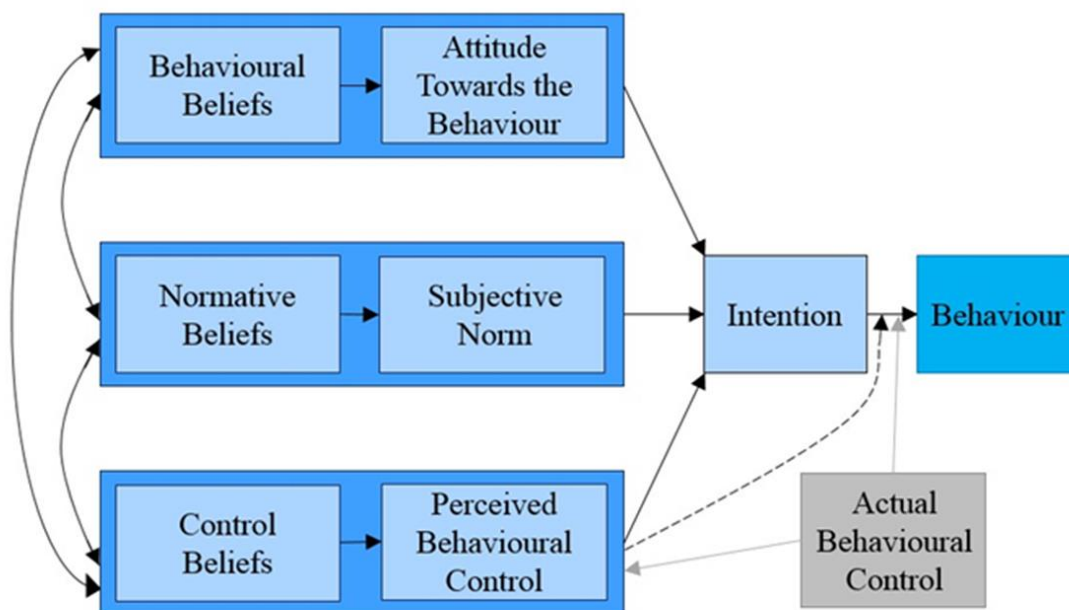 Behavioural
Beliefs
Attitude
Towards the
Behaviour
Normative
Beliefs
Subjective
Norm
Intention
Behaviour
Control
Beliefs
Perceived
Behavioural
Control
Actual
Behavioural
Control